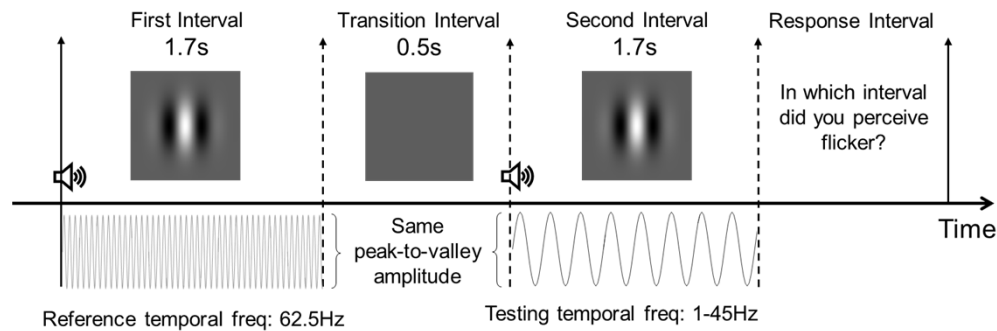 First Interval
1.7s
Transition Interval
0.5s
Second Interval
1.7s
Response Interval
In which interval
did you perceive
flicker?
Time
Same
peak-to-valley
amplitude
Reference temporal freq: 62.5Hz
Testing temporal freq: 1-45Hz